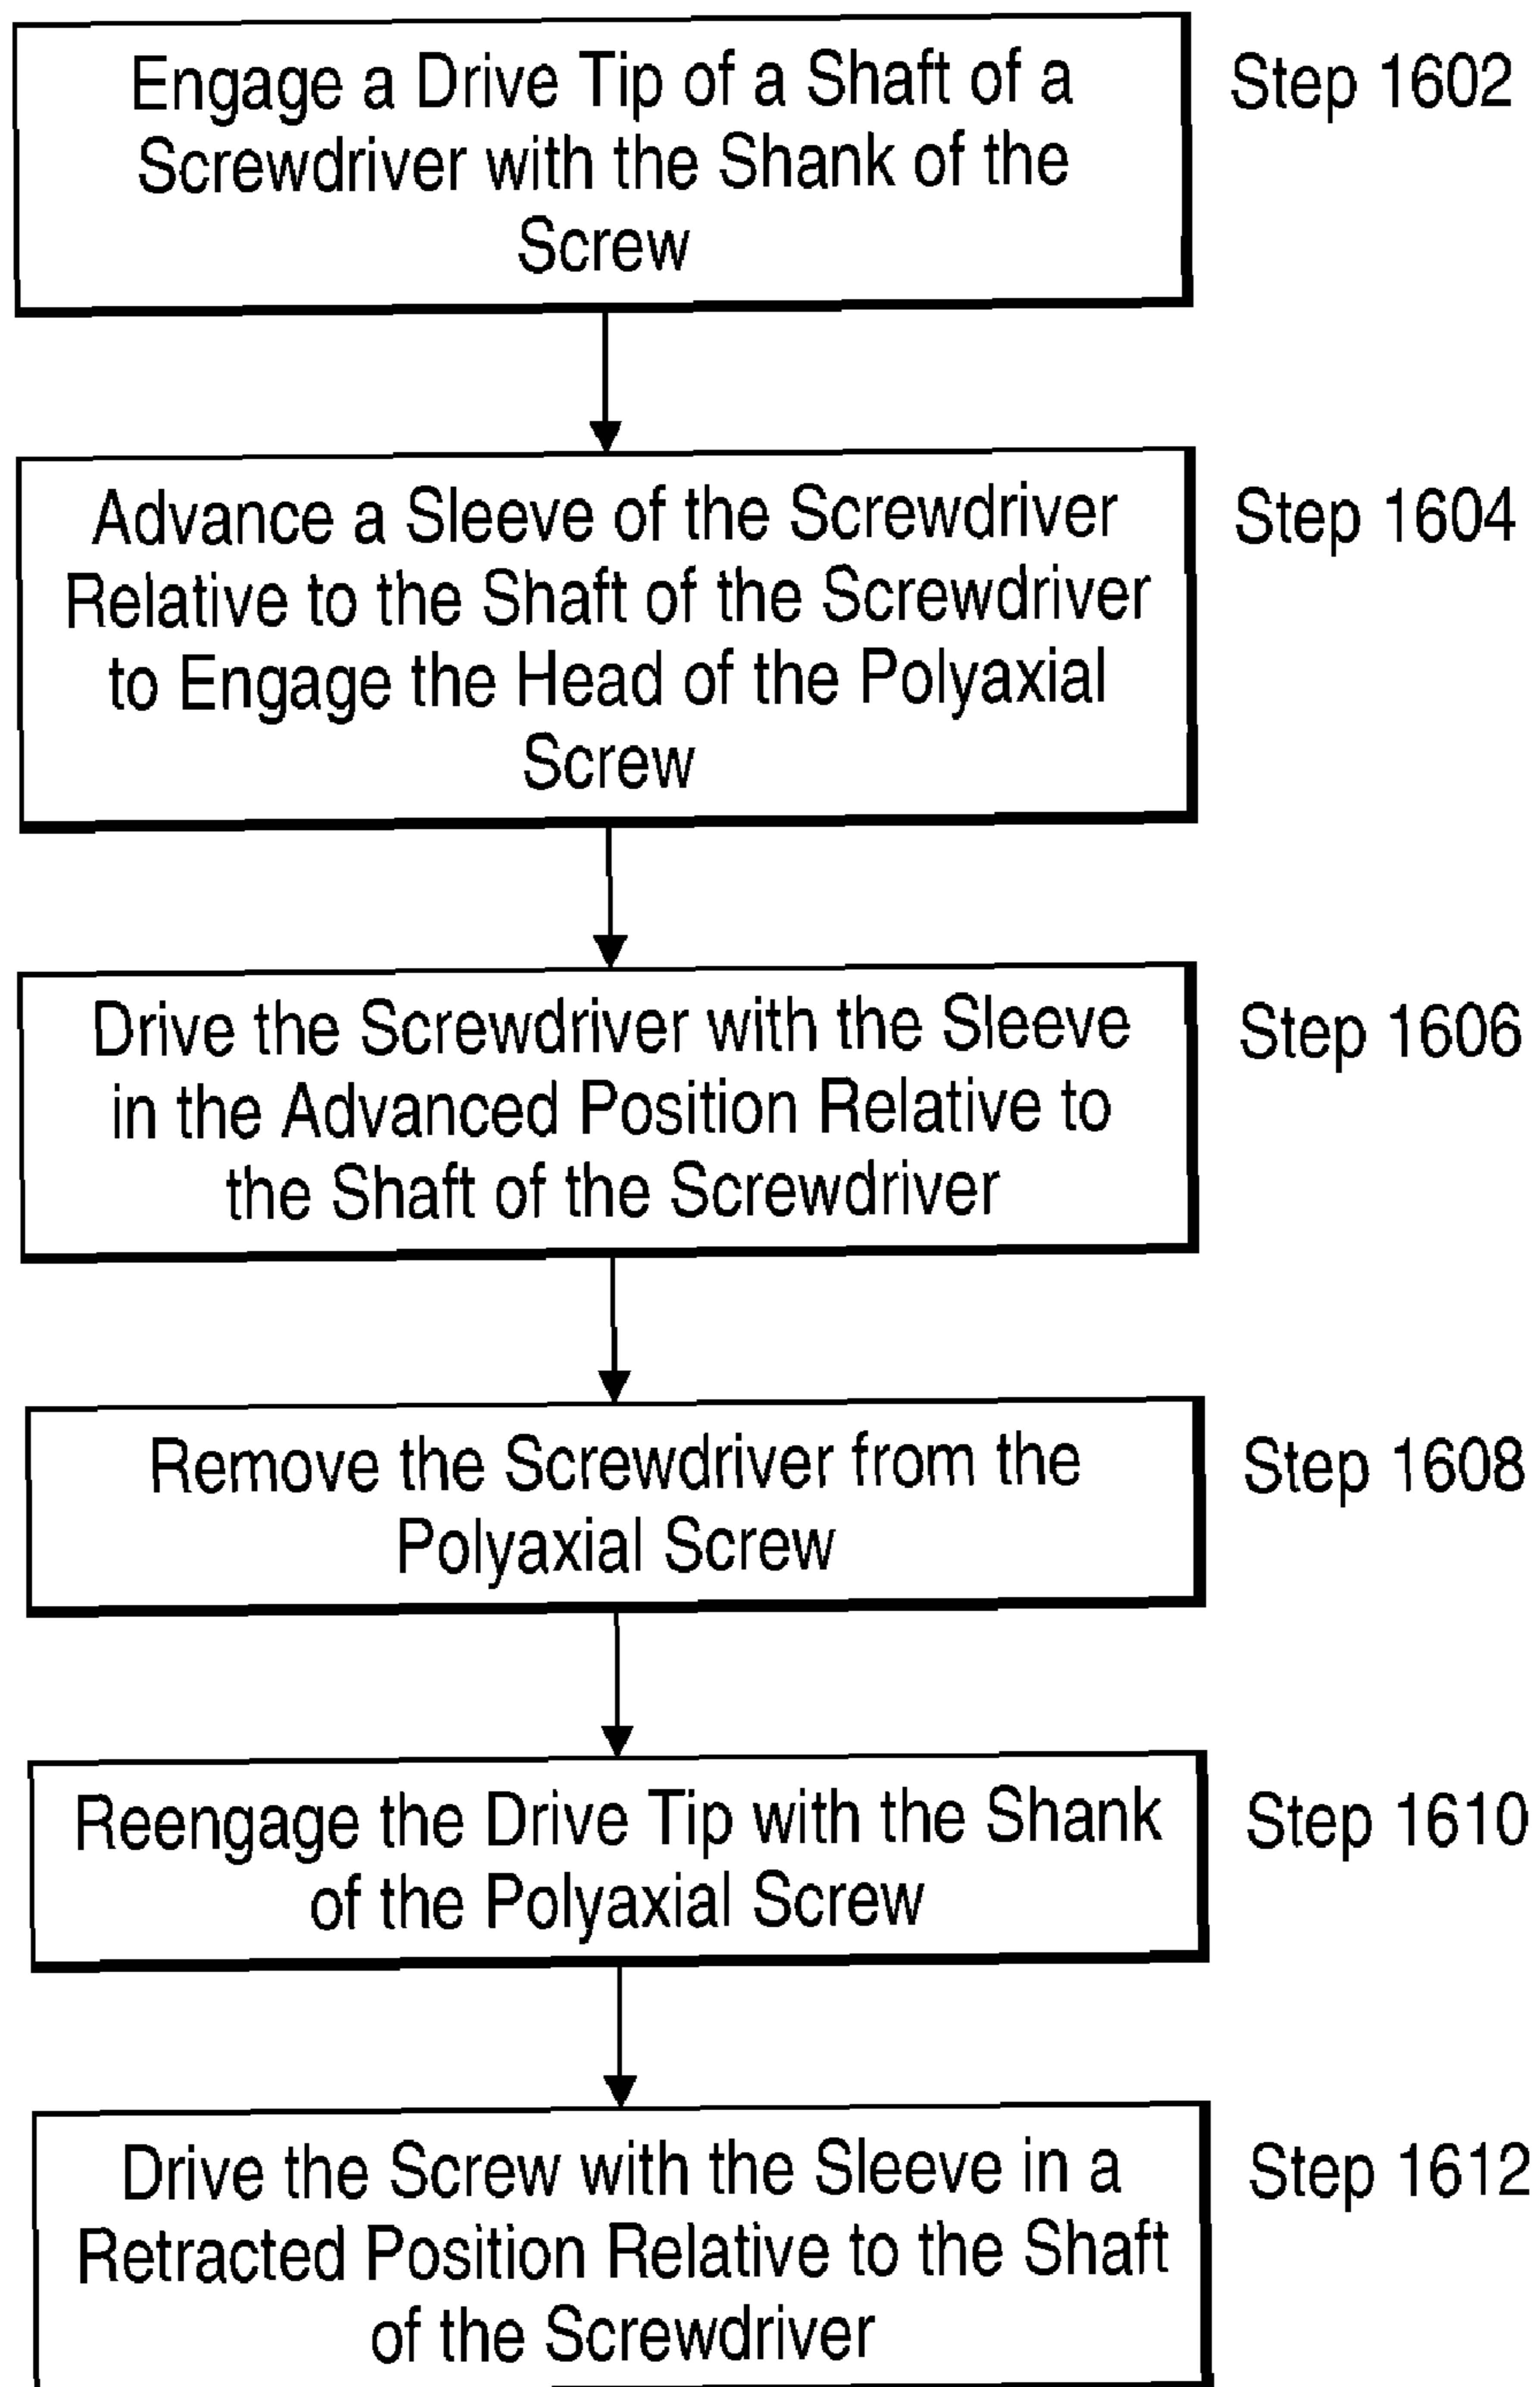 Engage a Drive Tip of a Shaft of a
Screwdriver with the Shank of the
Screw
Step 1602
Advance a Sleeve of the Screwdriver
Relative to the Shaft of the Screwdriver
to Engage the Head of the Polyaxial
Screw
Step 1604
Drive the Screwdriver with the Sleeve
in the Advanced Position Relative to
the Shaft of the Screwdriver
Step 1606
Remove the Screwdriver from the
Polyaxial Screw
Step 1608
Reengage the Drive Tip with the Shank
of the Polyaxial Screw
Step 1610
Drive the Screw with the Sleeve in a
Retracted Position Relative to the Shaft
of the Screwdriver
Step 1612